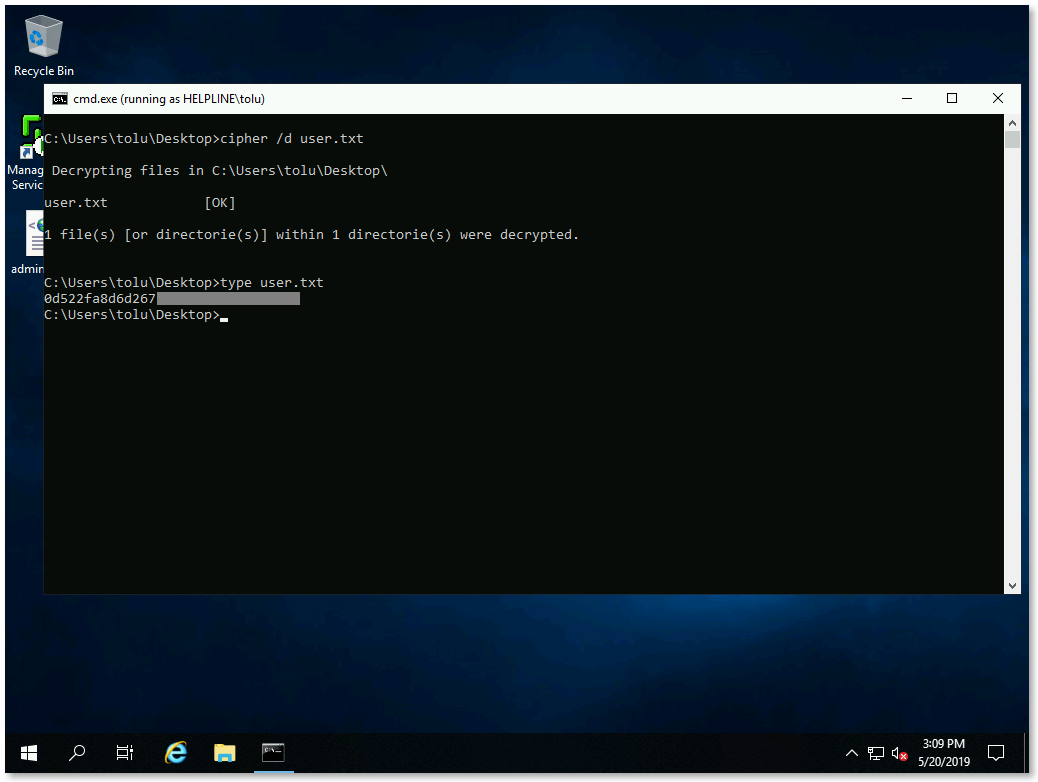 Recycle Bin
cmd.exe (running as HELPLINE\tolu)
C:\Users\tolu\Desktop>cipher /d user.txt
Manag
Decrypting files in C:\Users\tolu\Desktop\
Servic
user.txt [OK]
1 file(s) [or directorie(s)] within 1 directorie(s) were decrypted.
admin
C:\Users\tolu\Desktop>type user.txt
0d522fa8d6d267
C:\Users\tolu\Desktop>
3:09 PM
5/20/2019